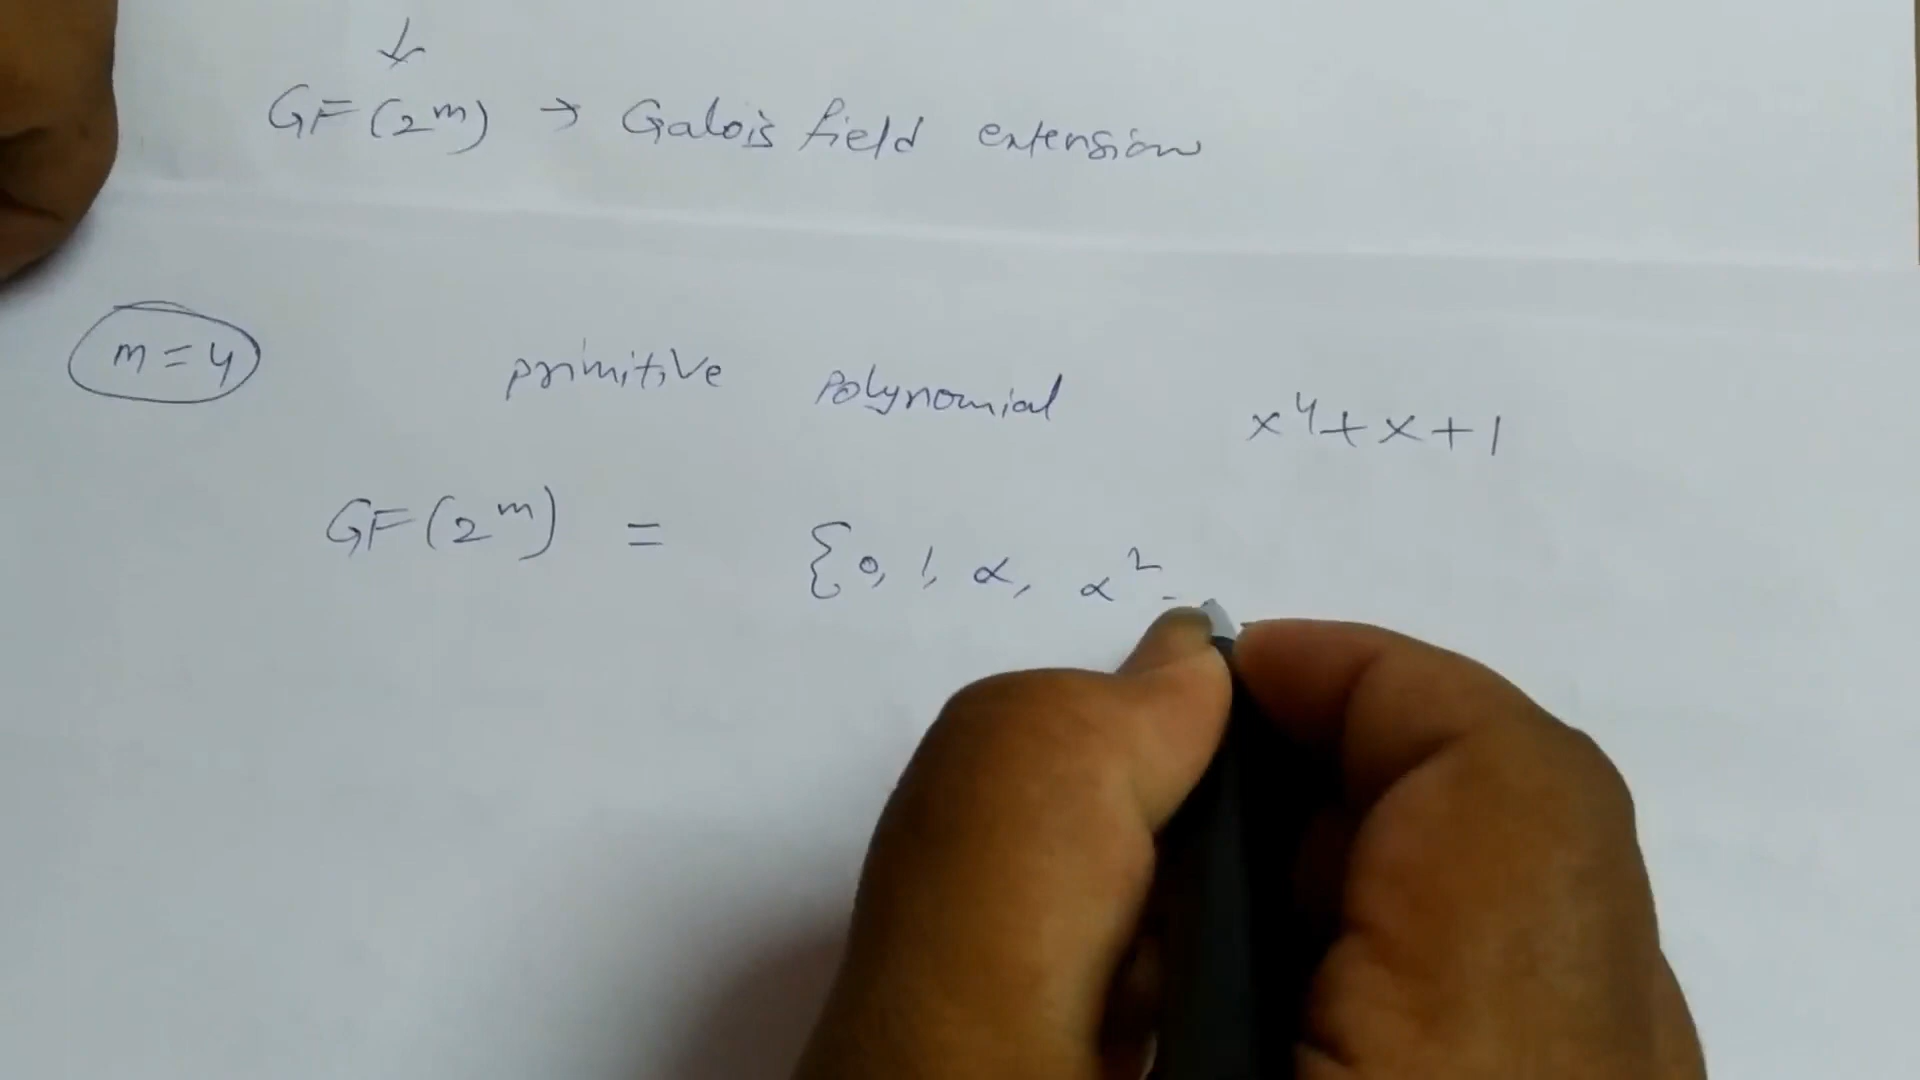 ↓
GF(2^m) → Galois field extension
m = 4 primitive polynomial x^4 + x + 1
GF(2^m) = {0, 1, α, α^2 -